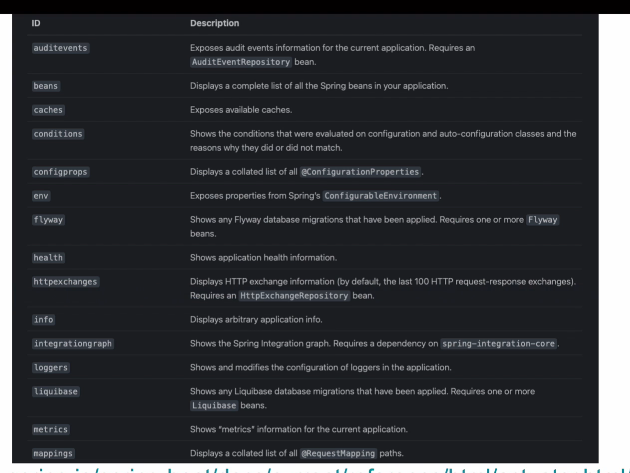 ID Description
auditevents Exposes audit events information for the current application. Requires an
AuditEventRepository bean.
beans Displays a complete list of all the Spring beans in your application.
caches Exposes available caches.
conditions Shows the conditions that were evaluated on configuration and auto-configuration classes and the
reasons why they did or did not match.
configprops Displays a collated list of all @ConfigurationProperties.
env Exposes properties from Spring's ConfigurableEnvironment.
flyway Shows any Flyway database migrations that have been applied. Requires one or more Flyway
beans.
health Shows application health information.
httpexchanges Displays HTTP exchange information (by default, the last 100 HTTP request-response exchanges).
Requires an HttpExchangeRepository bean.
info Displays arbitrary application info.
integrationgraph Shows the Spring Integration graph. Requires a dependency on spring-integration-core.
loggers Shows and modifies the configuration of loggers in the application.
liquibase Shows any Liquibase database migrations that have been applied. Requires one or more
Liquibase beans.
metrics Shows "metrics" information for the current application.
mappings Displays a collated list of all @RequestMapping paths.